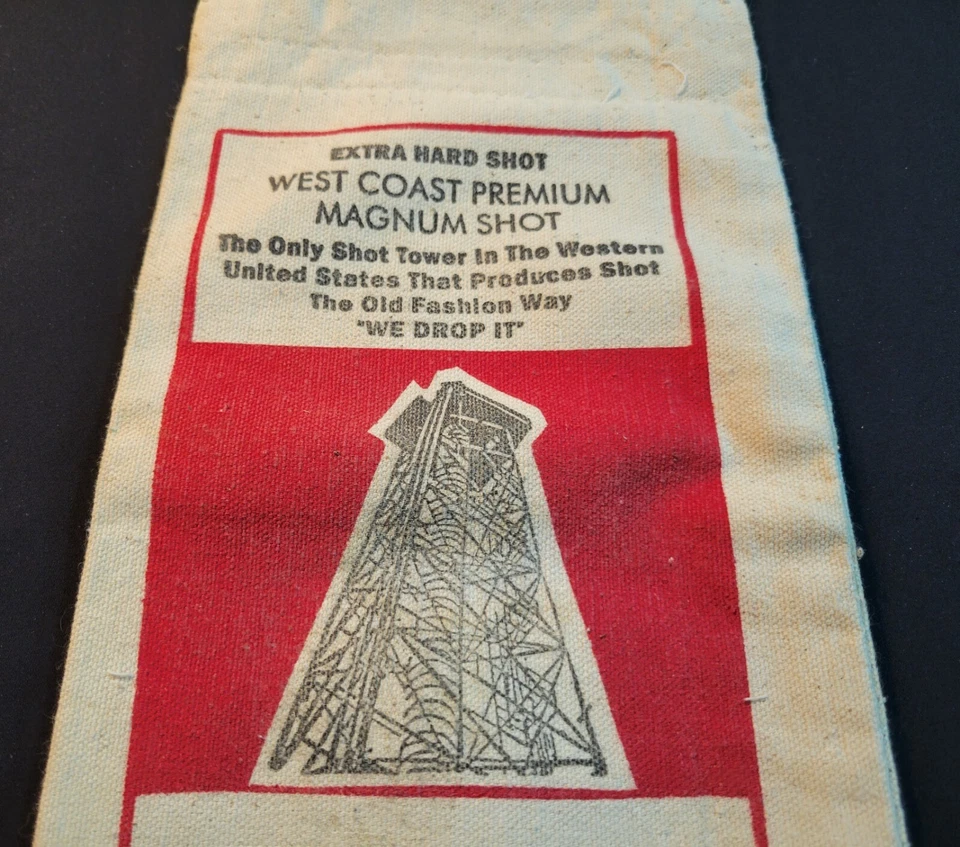 EXTRA HARD SHOT
WEST COAST PREMIUM
MAGNUM SHOT
The Only Shot Tower In The Western
United States That Produces Shot
The Old Fashion Way
"WE DROP IT"